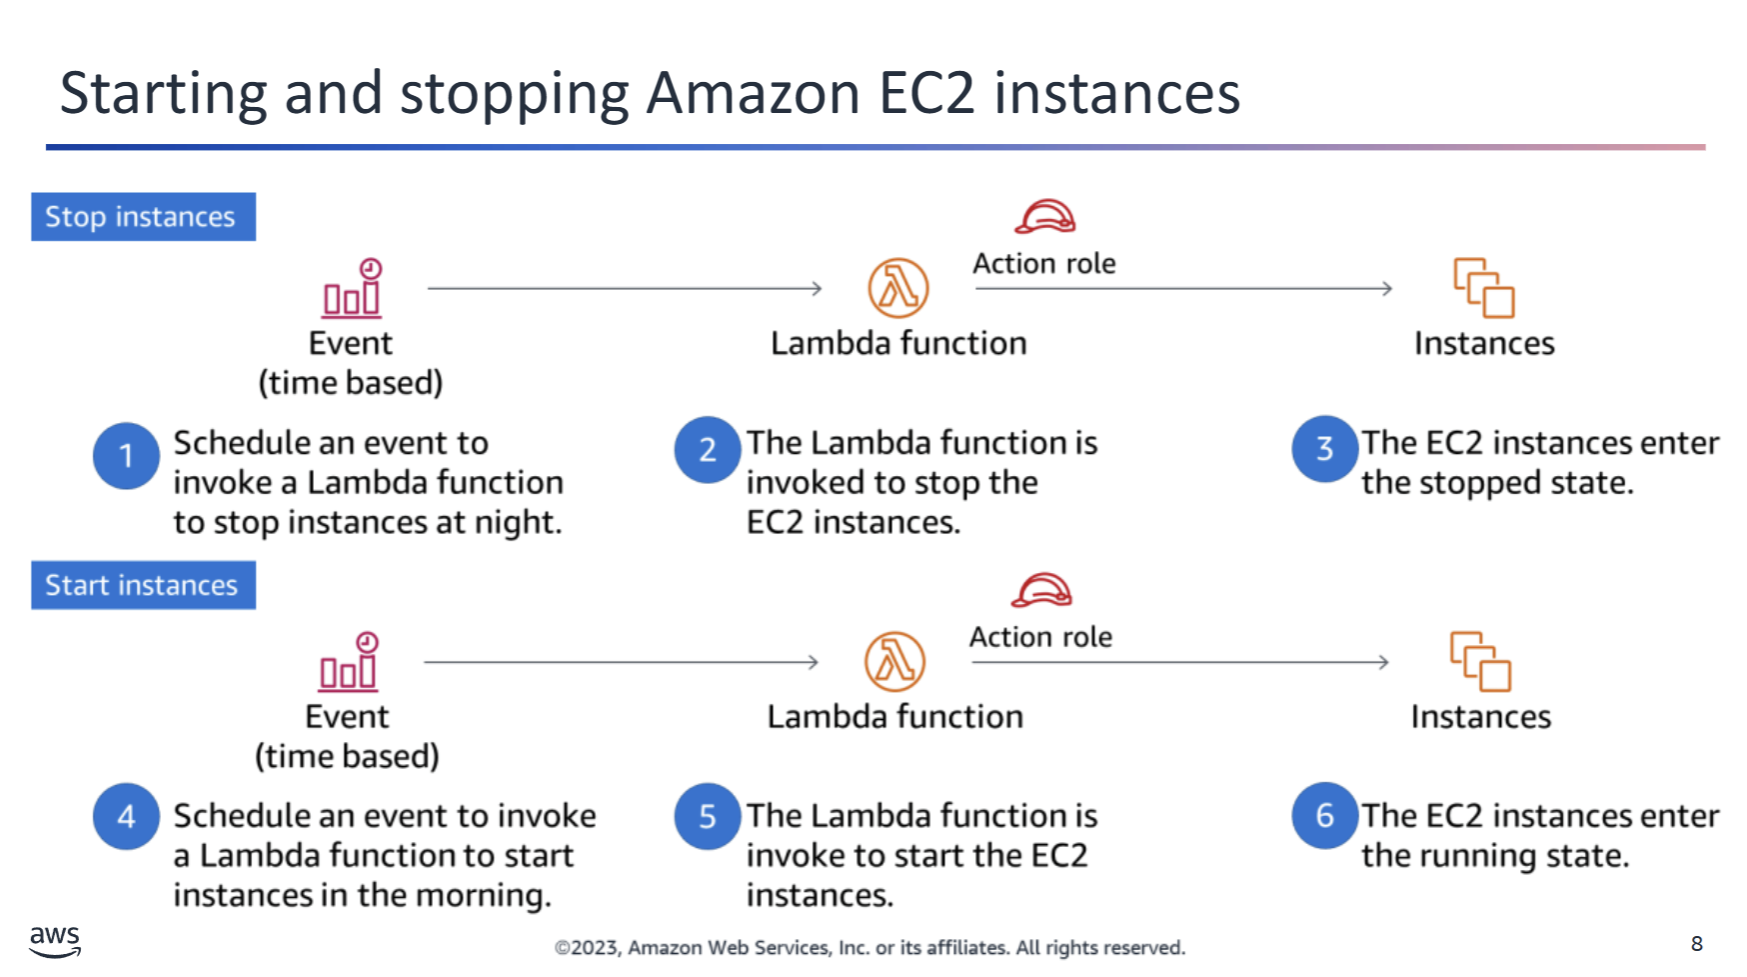 Starting and stopping Amazon EC2 instances
Stop instances
Action role
Event
(time based)
Lambda function
Instances
1
Schedule an event to
invoke a Lambda function
to stop instances at night.
2
The Lambda function is
invoked to stop the
EC2 instances.
3
The EC2 instances enter
the stopped state.
Start instances
Action role
Event
(time based)
Lambda function
Instances
4
Schedule an event to invoke
a Lambda function to start
instances in the morning.
5
The Lambda function is
invoke to start the EC2
instances.
6
The EC2 instances enter
the running state.
aws
©2023, Amazon Web Services, Inc. or its affiliates. All rights reserved.
8